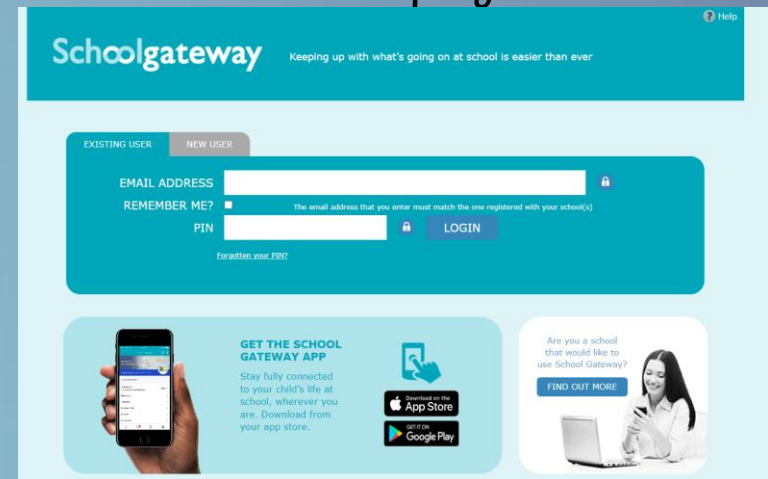 Help
Schoolgateway
Keeping up with what's going on at school is easier than ever
EXISTING USER
NEW USER
EMAIL ADDRESS
REMEMBER ME?
The email address that you enter must match the one registered with your school(s)
PIN
LOGIN
Forgotten your PIN?
GET THE SCHOOL
GATEWAY APP
Stay fully connected
to your child's life at
school, wherever you
are. Download from
your app store.
Download on the
App Store
GET IT ON
Google Play
Are you a school
that would like to
use School Gateway?
FIND OUT MORE